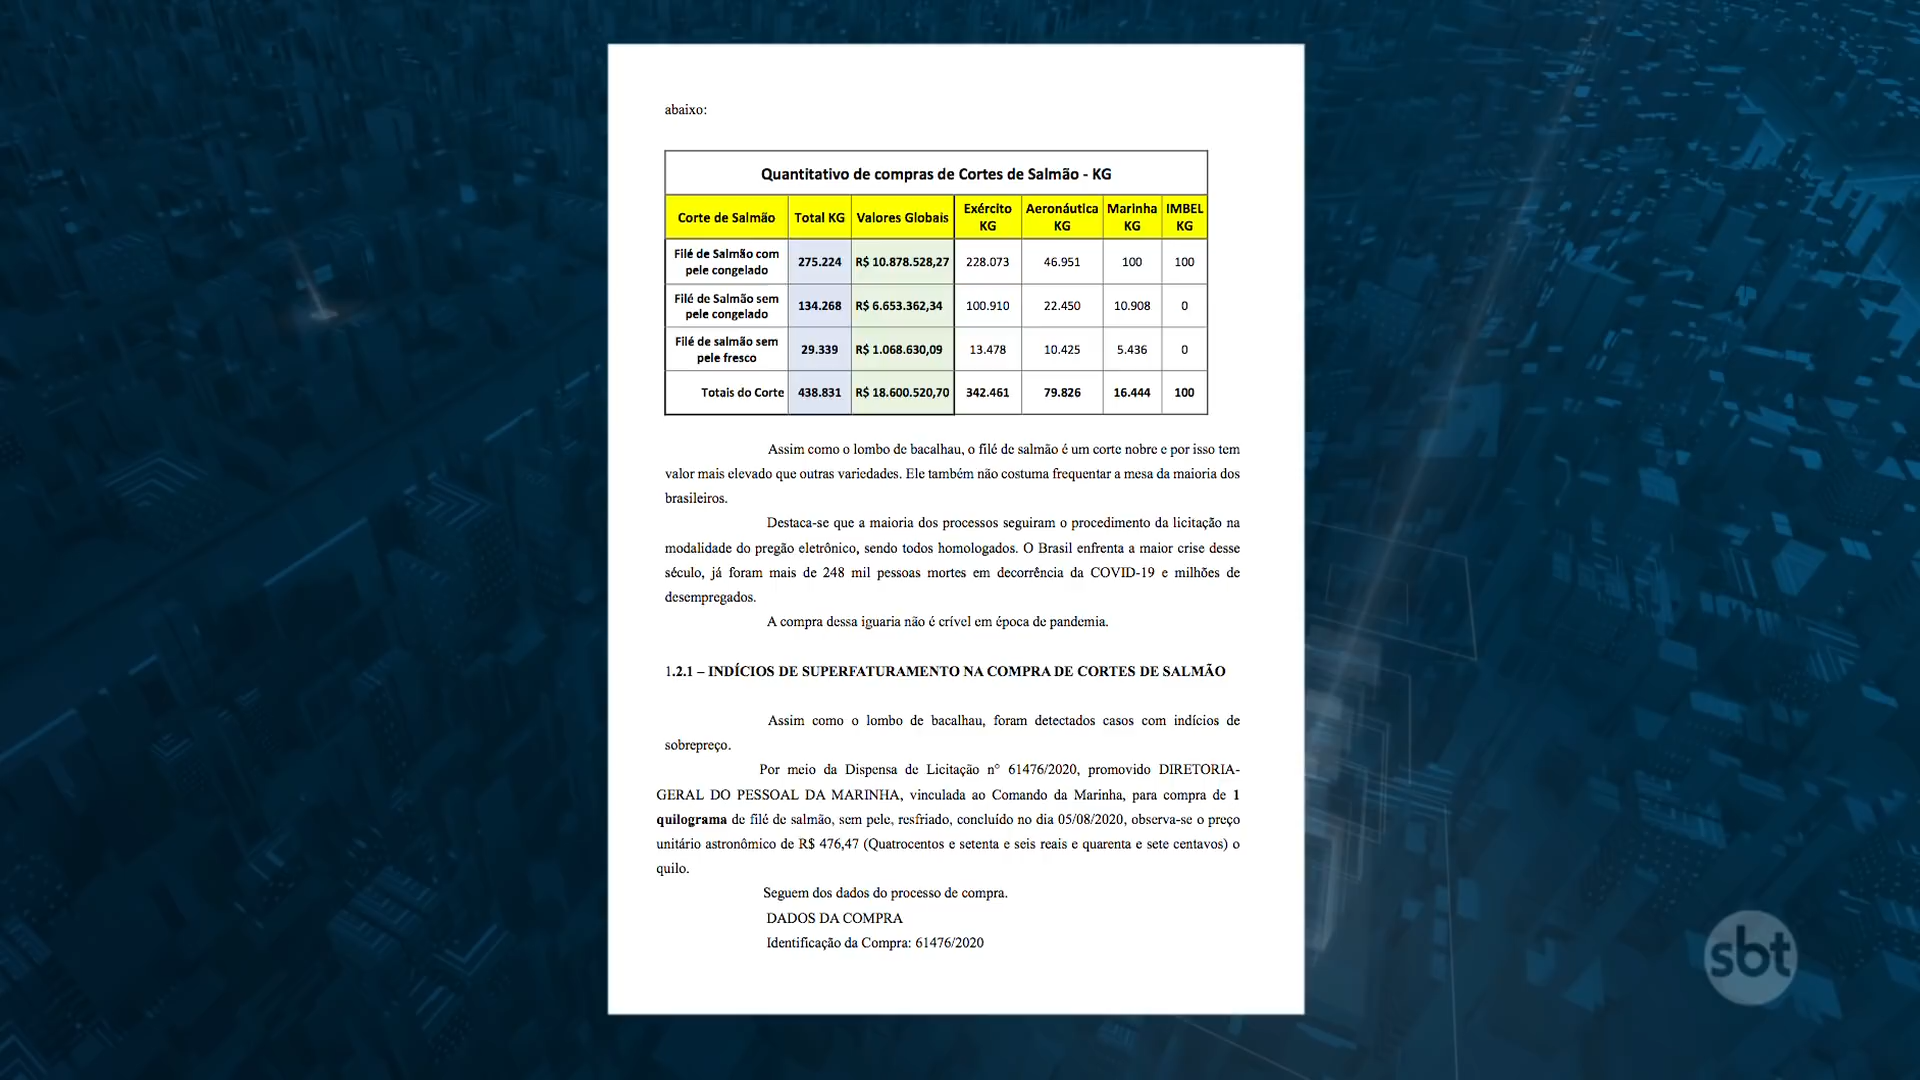 abaixo:
Quantitativo de compras de Cortes de Salmão - KG
Corte de Salmão Total KG Valores Globais Exército KG Aeronáutica KG Marinha KG IMBEL KG
Filé de Salmão com pele congelado 275.224 R$ 10.878.528,27 228.073 46.951 100 100
Filé de Salmão sem pele congelado 134.268 R$ 6.653.362,34 100.910 22.450 10.908 0
Filé de salmão sem pele fresco 29.339 R$ 1.068.630,09 13.478 10.425 5.436 0
Totais do Corte 438.831 R$ 18.600.520,70 342.461 79.826 16.444 100
Assim como o lombo de bacalhau, o filé de salmão é um corte nobre e por isso tem
valor mais elevado que outras variedades. Ele também não costuma frequentar a mesa da maioria dos
brasileiros.
Destaca-se que a maioria dos processos seguiram o procedimento da licitação na
modalidade do pregão eletrônico, sendo todos homologados. O Brasil enfrenta a maior crise desse
século, já foram mais de 248 mil pessoas mortes em decorrência da COVID-19 e milhões de
desempregados.
A compra dessa iguaria não é crível em época de pandemia.
1.2.1 – INDÍCIOS DE SUPERFATURAMENTO NA COMPRA DE CORTES DE SALMÃO
Assim como o lombo de bacalhau, foram detectados casos com indícios de
sobrepreço.
Por meio da Dispensa de Licitação n° 61476/2020, promovido DIRETORIA-
GERAL DO PESSOAL DA MARINHA, vinculada ao Comando da Marinha, para compra de 1
quilograma de filé de salmão, sem pele, resfriado, concluído no dia 05/08/2020, observa-se o preço
unitário astronômico de R$ 476,47 (Quatrocentos e setenta e seis reais e quarenta e sete centavos) o
quilo.
Seguem dos dados do processo de compra.
DADOS DA COMPRA
Identificação da Compra: 61476/2020
sbt